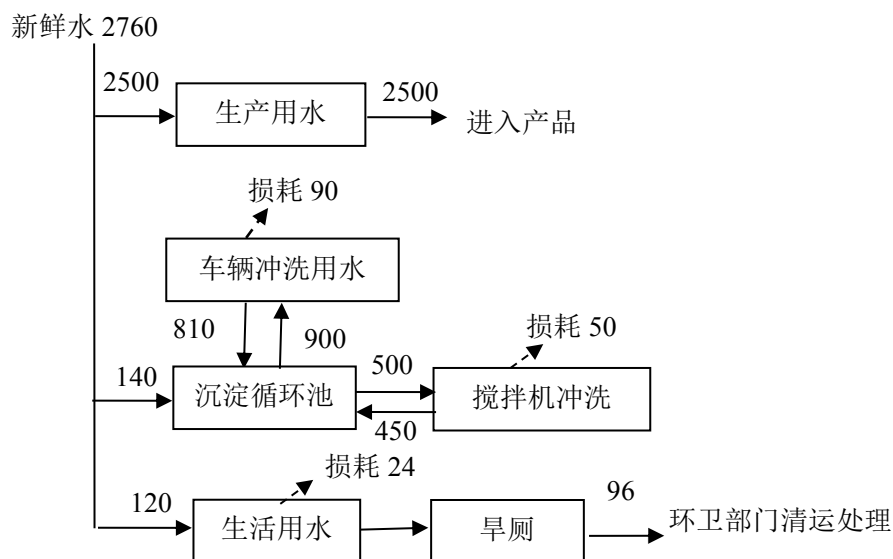 新鲜水 2760
2500
生产用水
2500
进入产品
损耗 90
车辆冲洗用水
810
900
损耗 50
140
沉淀循环池
500
450
搅拌机冲洗
损耗 24
120
生活用水
旱厕
96
环卫部门清运处理